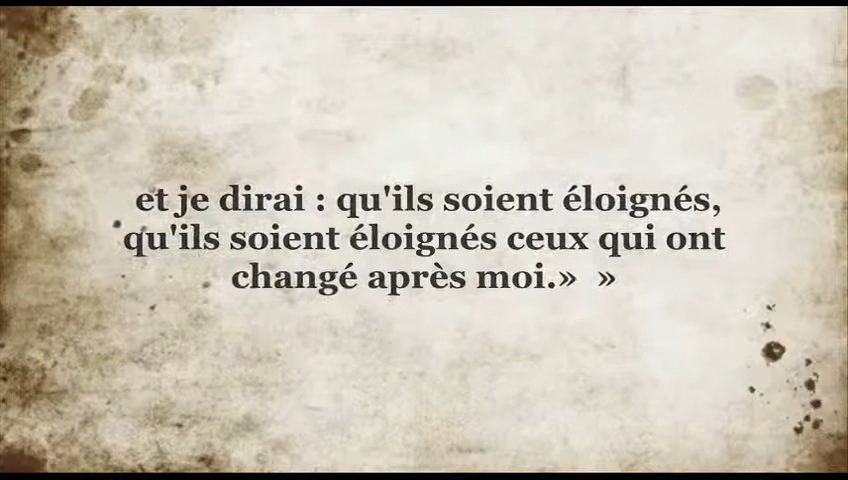 et je dirai : qu'ils soient éloignés,
qu'ils soient éloignés ceux qui ont
changé après moi.»  »